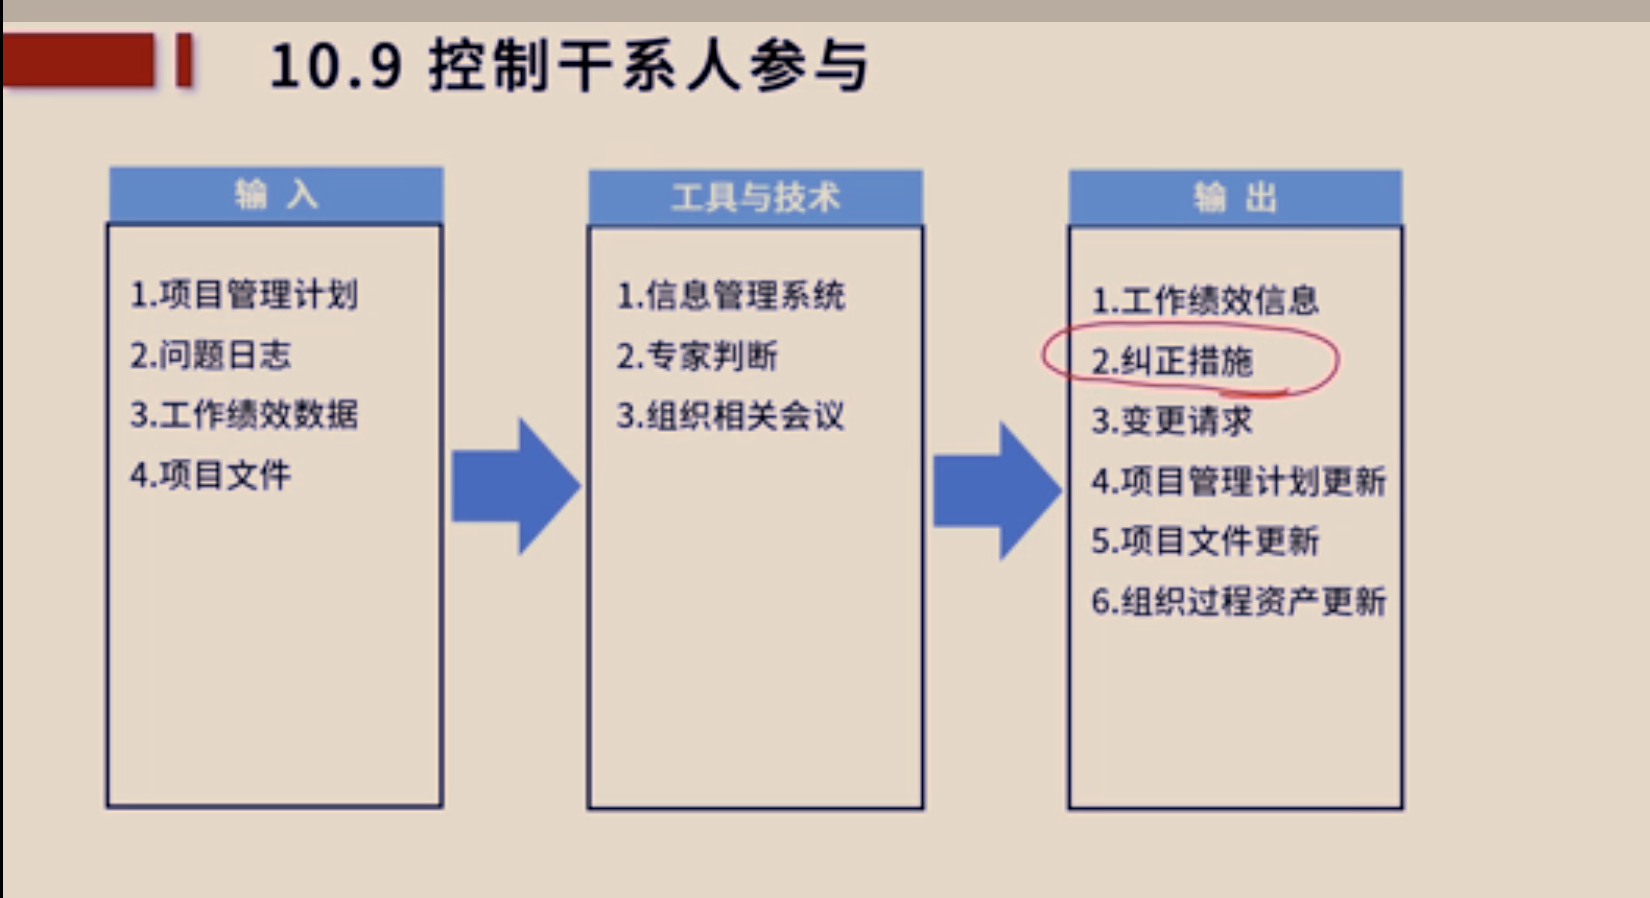 10.9 控制干系人参与
输 入
1.项目管理计划
2.问题日志
3.工作绩效数据
4.项目文件
工具与技术
1.信息管理系统
2.专家判断
3.组织相关会议
输 出
1.工作绩效信息
2.纠正措施
3.变更请求
4.项目管理计划更新
5.项目文件更新
6.组织过程资产更新